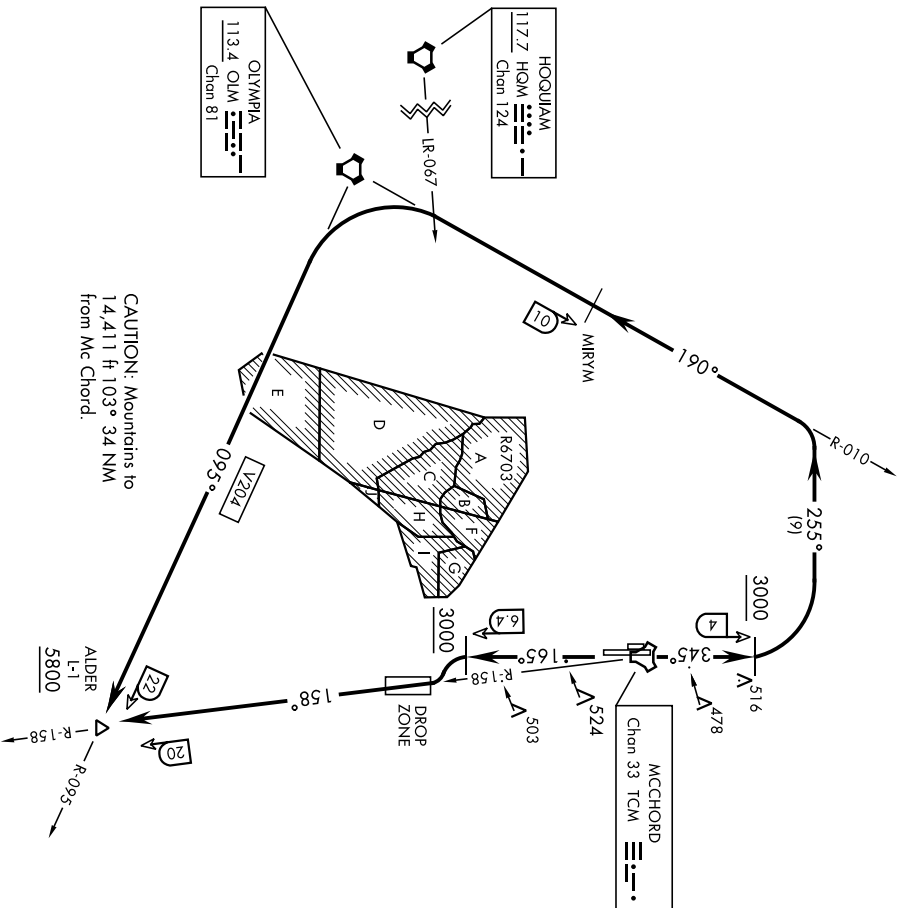 HOQUIAM
117.7 HQM
Chan 124
LR-067
OLYMPIA
113.4 OLM
Chan 81
10
MIRYM
190°
R-010
255°
(9)
3000
4
516
345°
478
MCCHORD
Chan 33 TCM
524
503
165°
R-158
6.4
3000
DROP
ZONE
158°
R6703
A
B
C
D
E
F
G
H
I
J
095°
V204
CAUTION: Mountains to
14,411 ft 103° 34 NM
from Mc Chord.
ALDER
L-1
5800
22
20
R-158
R-095